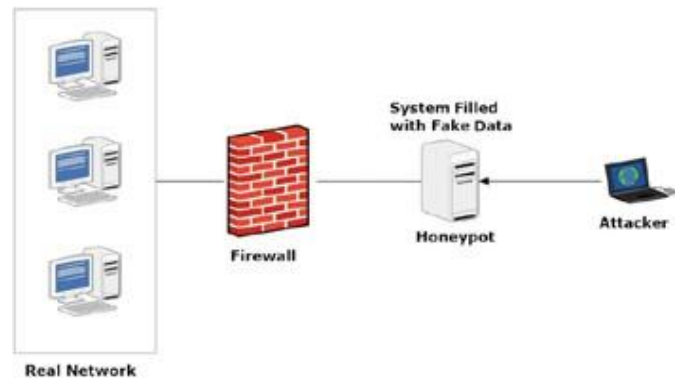 System Filled
with Fake Data
Honeypot
Attacker
Firewall
Real Network